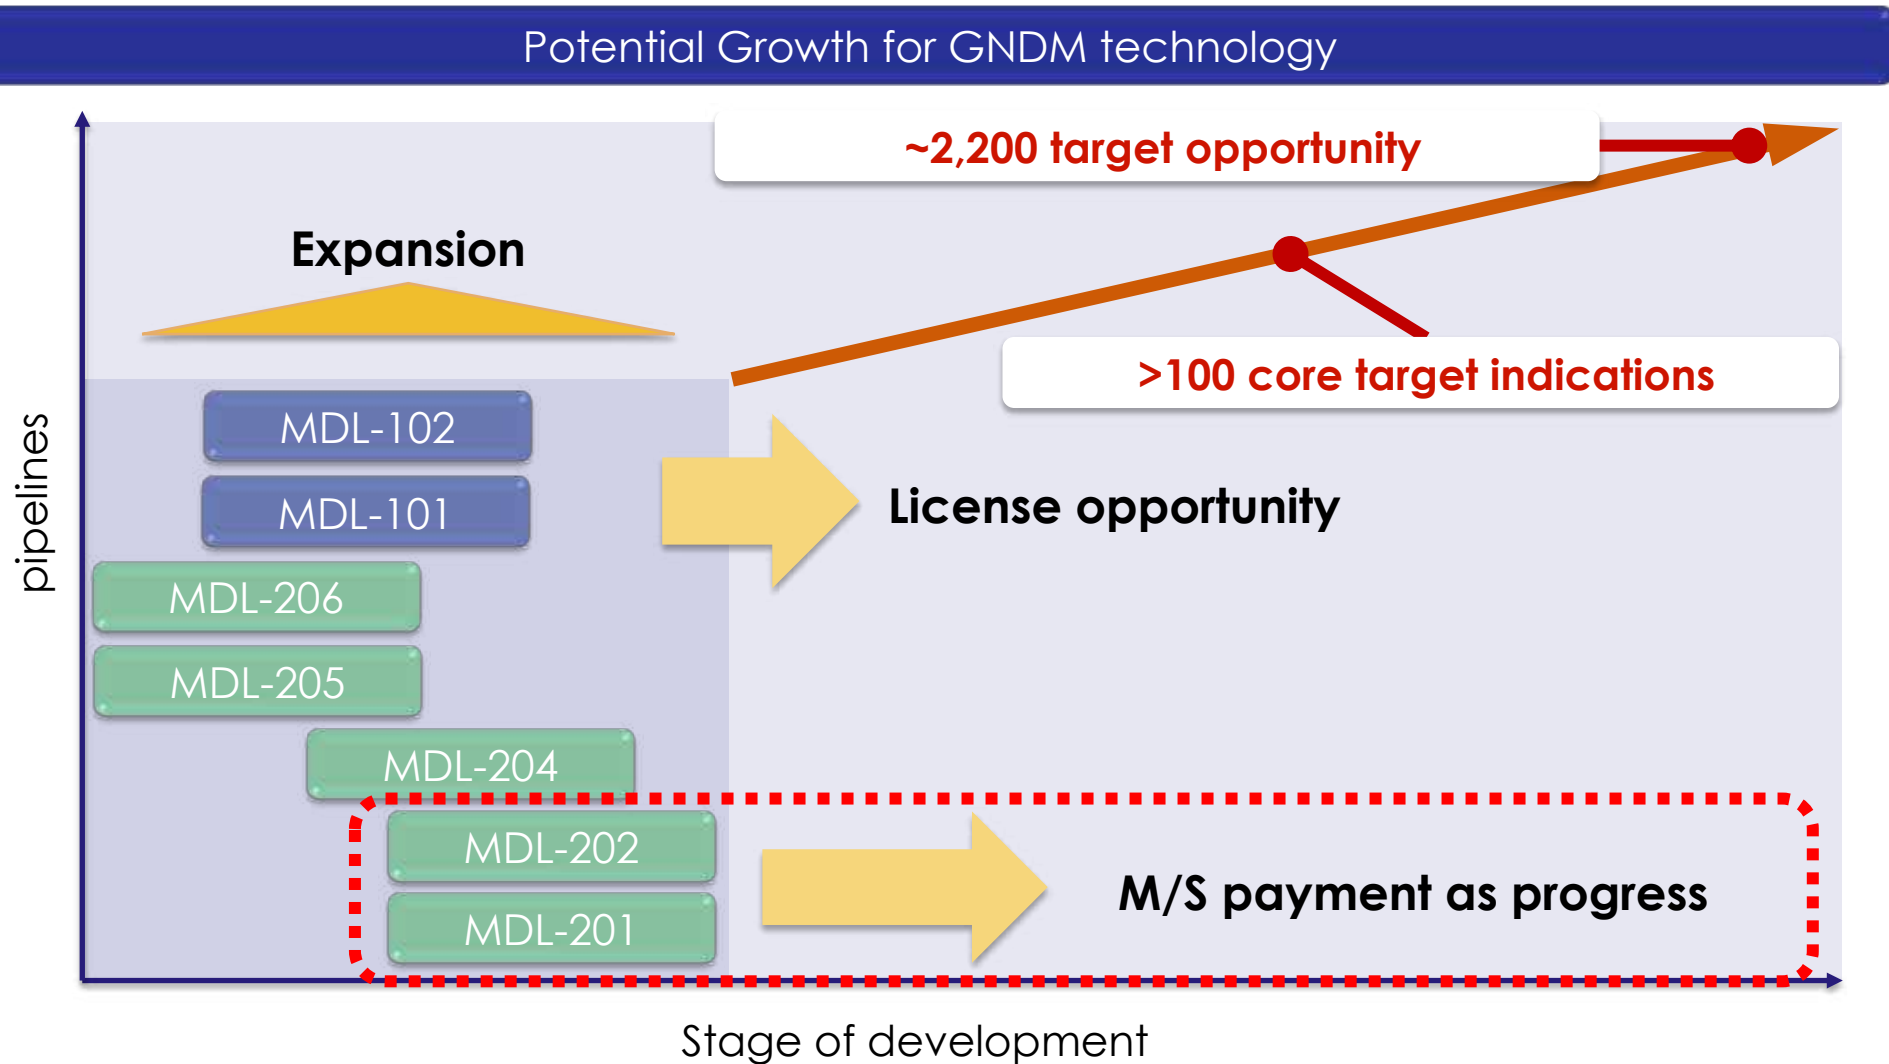 Potential Growth for GNDM technology
~2,200 target opportunity
Expansion
>100 core target indications
MDL-102
MDL-101
License opportunity
pipelines
MDL-206
MDL-205
MDL-204
MDL-202
MDL-201
M/S payment as progress
Stage of development